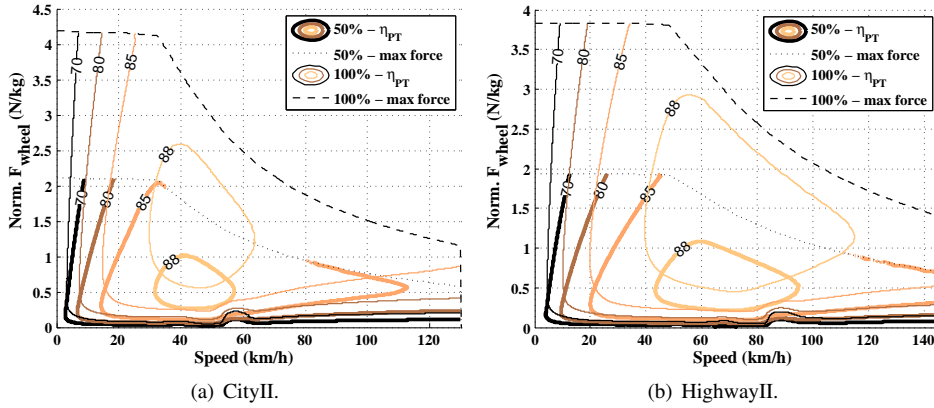 4.5
4
3.5
3
2.5
2
1.5
1
0.5
0
Norm. F_wheel (N/kg)
0 20 40 60 80 100 120
Speed (km/h)
70
80
85
88
70
80
85
88
50% – η_PT
50% – max force
100% – η_PT
100% – max force
(a) CityII.
4
3.5
3
2.5
2
1.5
1
0.5
0
Norm. F_wheel (N/kg)
0 20 40 60 80 100 120 140
Speed (km/h)
70
80
85
88
70
80
85
88
50% – η_PT
50% – max force
100% – η_PT
100% – max force
(b) HighwayII.